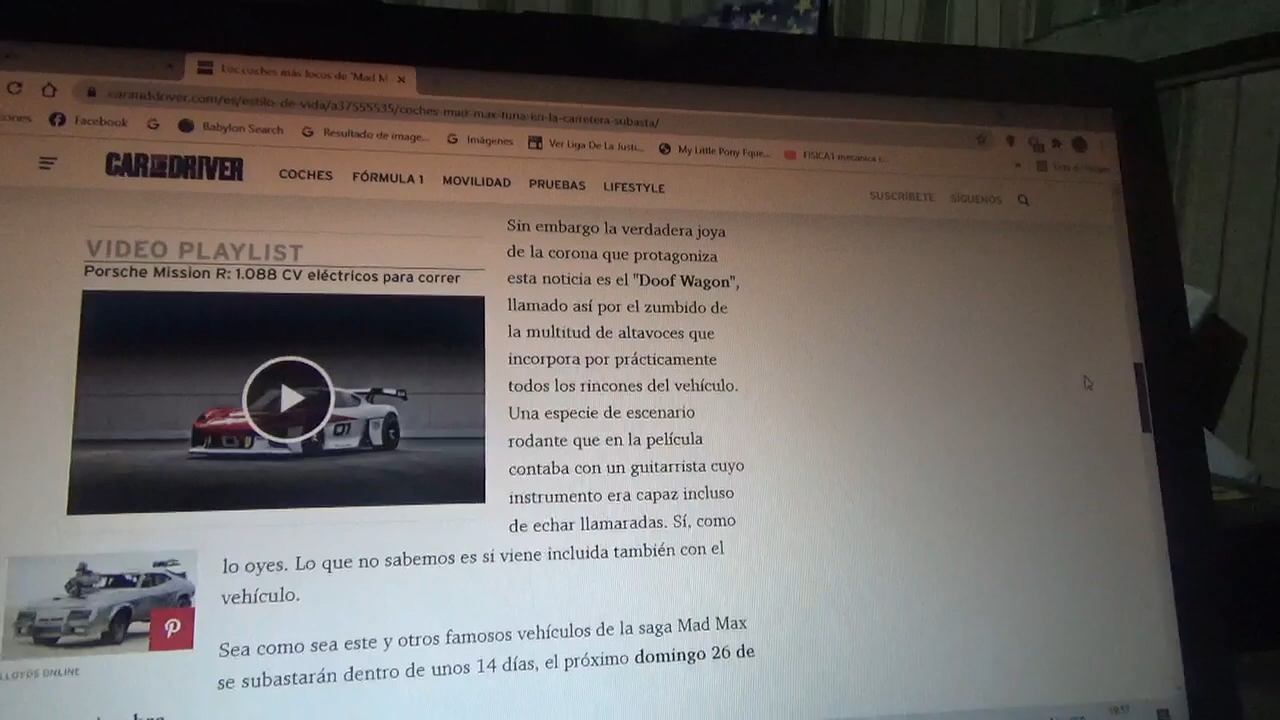 Los coches más locos de 'Mad M
caranddriver.com/es/estilo-de-vida/a37555535/coches-mad-max-furia-en-la-carretera-subasta/
Facebook
Babylon Search
Resultado de image...
Imágenes
Ver Liga De La Justi...
My Little Pony Fque...
FISICA1 mecanica
CAR AND DRIVER
COCHES
FÓRMULA 1
MOVILIDAD
PRUEBAS
LIFESTYLE
SUSCRÍBETE
SÍGUENOS
VIDEO PLAYLIST
Porsche Mission R: 1.088 CV eléctricos para correr
01
Sin embargo la verdadera joya
de la corona que protagoniza
esta noticia es el "Doof Wagon",
llamado así por el zumbido de
la multitud de altavoces que
incorpora por prácticamente
todos los rincones del vehículo.
Una especie de escenario
rodante que en la película
contaba con un guitarrista cuyo
instrumento era capaz incluso
de echar llamaradas. Sí, como
lo oyes. Lo que no sabemos es si viene incluida también con el
vehículo.
LLOYDS ONLINE
Sea como sea este y otros famosos vehículos de la saga Mad Max
se subastarán dentro de unos 14 días, el próximo domingo 26 de